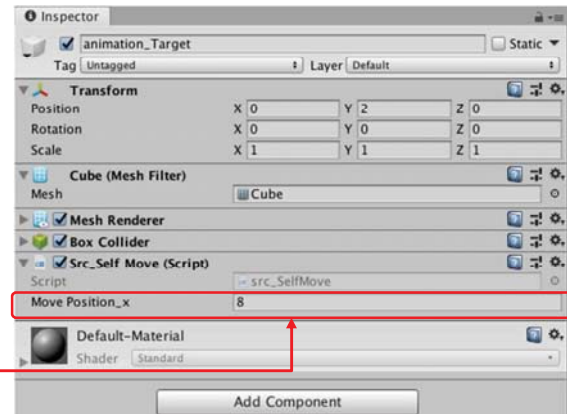 Inspector
animation_Target Static
Tag Untagged Layer Default
Transform
Position X 0 Y 2 Z 0
Rotation X 0 Y 0 Z 0
Scale X 1 Y 1 Z 1
Cube (Mesh Filter)
Mesh Cube
Mesh Renderer
Box Collider
Src_Self Move (Script)
Script src_SelfMove
Move Position_x 8
Default-Material
Shader Standard
Add Component